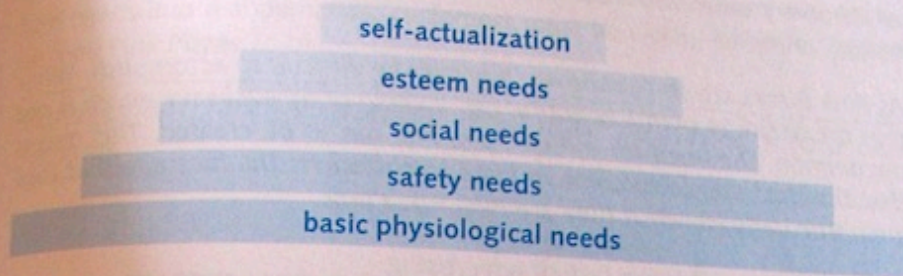 self-actualization
esteem needs
social needs
safety needs
basic physiological needs